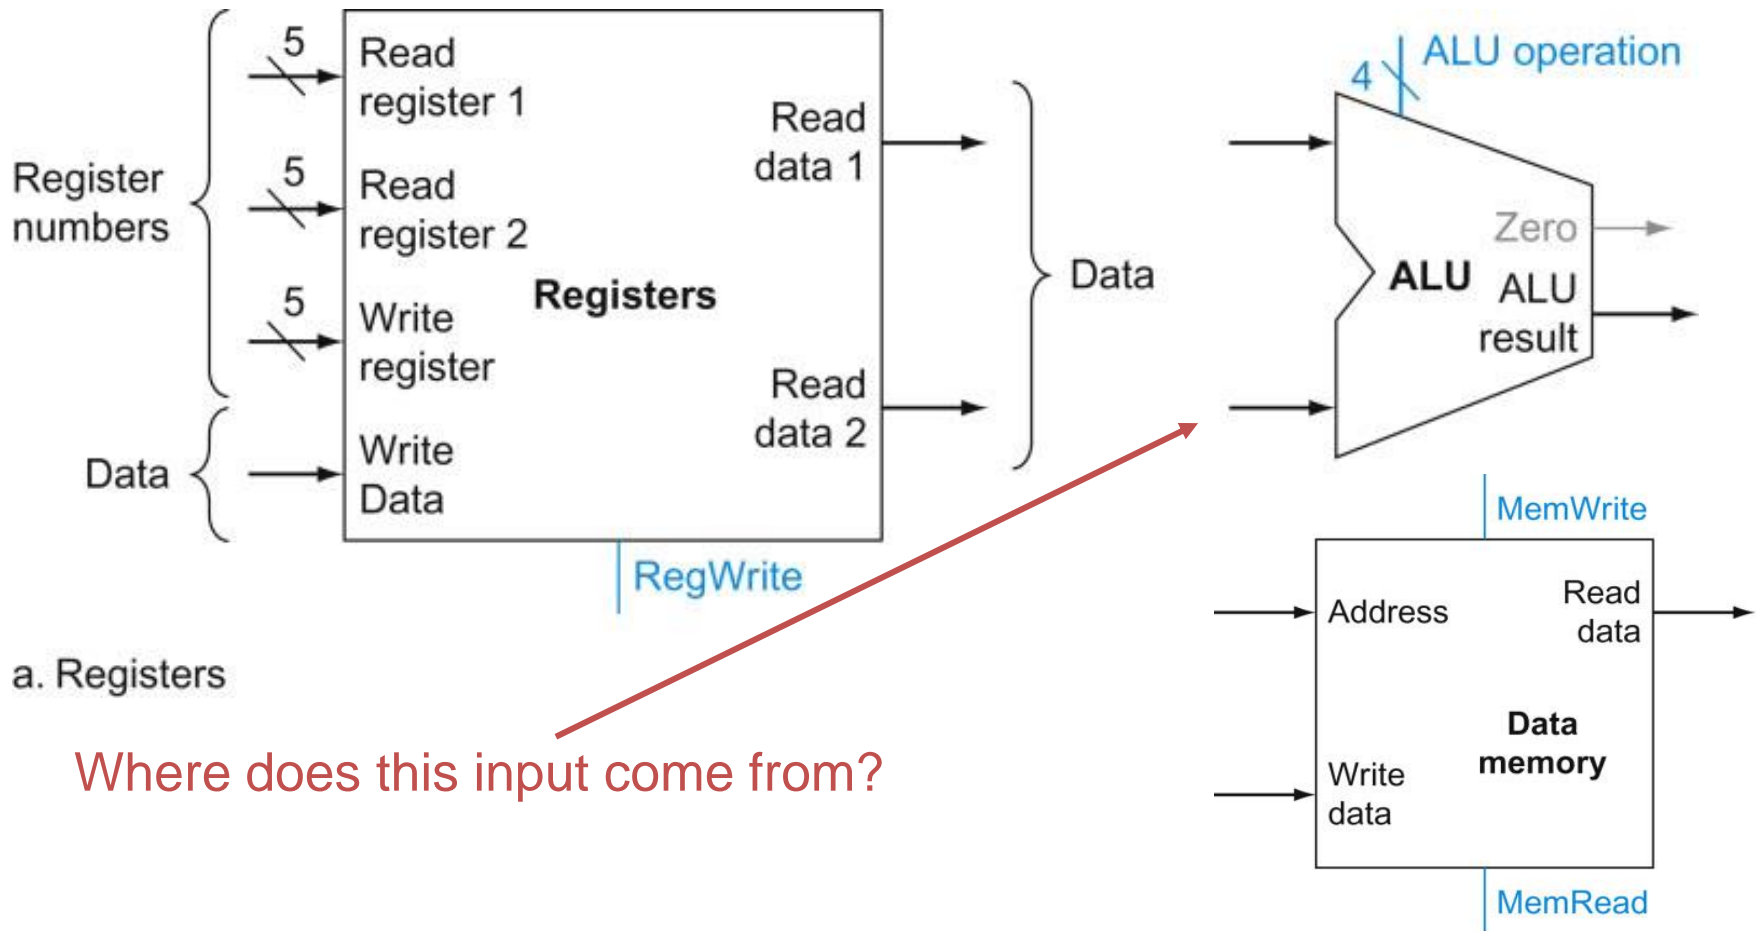 Register
numbers
Data
5
Read
register 1
5
Read
register 2
5
Write
register
Write
Data
Registers
Read
data 1
Read
data 2
RegWrite
Data
a. Registers
4
ALU operation
Zero
ALU
ALU
result
Where does this input come from?
MemWrite
Address
Read
data
Data
memory
Write
data
MemRead